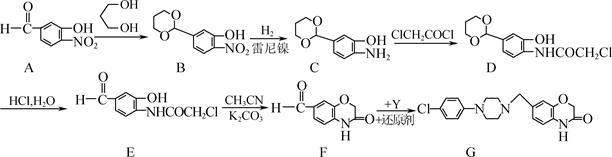 O H OH NO₂ HO OH O O OH NO₂ H₂ 雷尼镍 O O OH NH₂ ClCH₂COCl O O OH NHCOCH₂Cl
A B C D
HCl,H₂O O H OH NHCOCH₂Cl CH₃CN K₂CO₃ O H O N H O +Y +还原剂 Cl N N O N H O
E F G